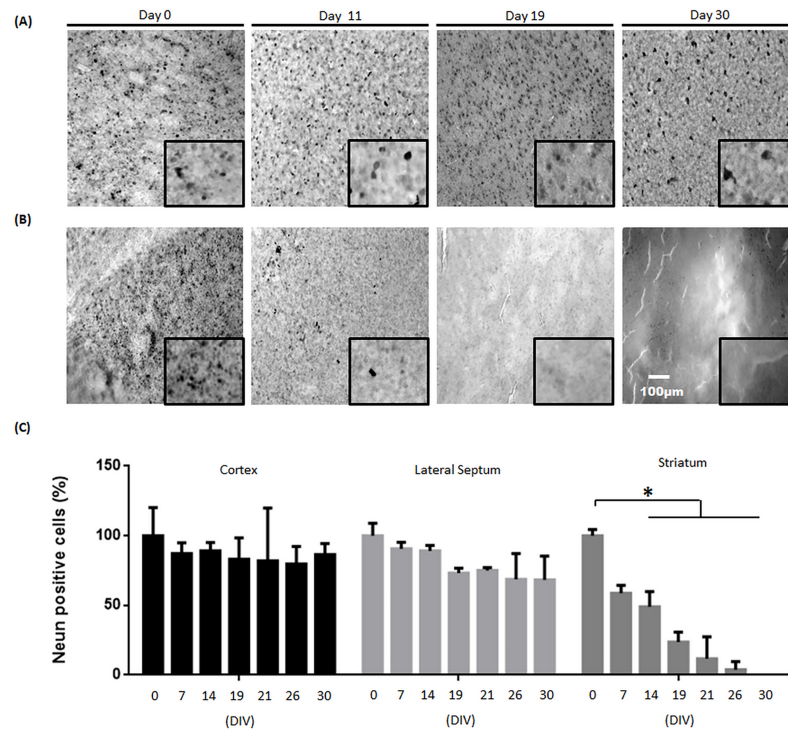 (A)
Day 0 Day 11 Day 19 Day 30
(B)
100µm
(C)
Cortex Lateral Septum Striatum
*
Neun positive cells (%)
150
100
50
0
0 7 14 19 21 26 30 0 7 14 19 21 26 30 0 7 14 19 21 26 30
(DIV) (DIV) (DIV)